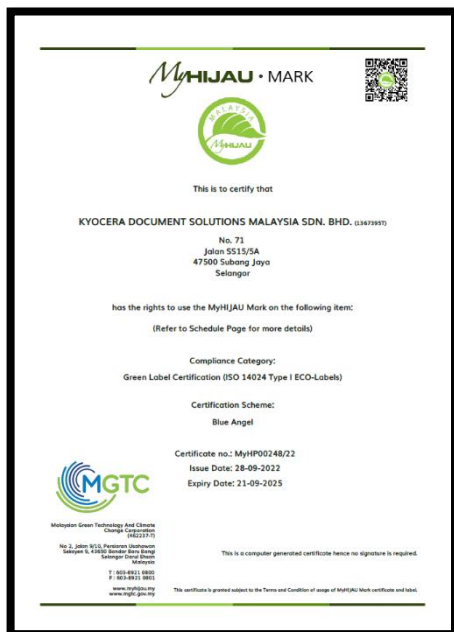 MyHIJAU • MARK
MALAYSIA
MyHIJAU
This is to certify that
KYOCERA DOCUMENT SOLUTIONS MALAYSIA SDN. BHD. (1367395T)
No. 71
Jalan SS15/5A
47500 Subang Jaya
Selangor
has the rights to use the MyHIJAU Mark on the following item:
(Refer to Schedule Page for more details)
Compliance Category:
Green Label Certification (ISO 14024 Type I ECO-Labels)
Certification Scheme:
Blue Angel
Certificate no.: MyHP00248/22
Issue Date: 28-09-2022
Expiry Date: 21-09-2025
MGTC
Malaysian Green Technology And Climate
Change Corporation
(462237-T)
No 2, Jalan 9/10, Persiaran Usahawan
Seksyen 9, 43650 Bandar Baru Bangi
Selangor Darul Ehsan
Malaysia
T : 603-8921 0800
F : 603-8921 0801
www.myhijau.my
www.mgtc.gov.my
This is a computer generated certificate hence no signature is required.
This certificate is granted subject to the Terms and Condition of usage of MyHIJAU Mark certificate and label.